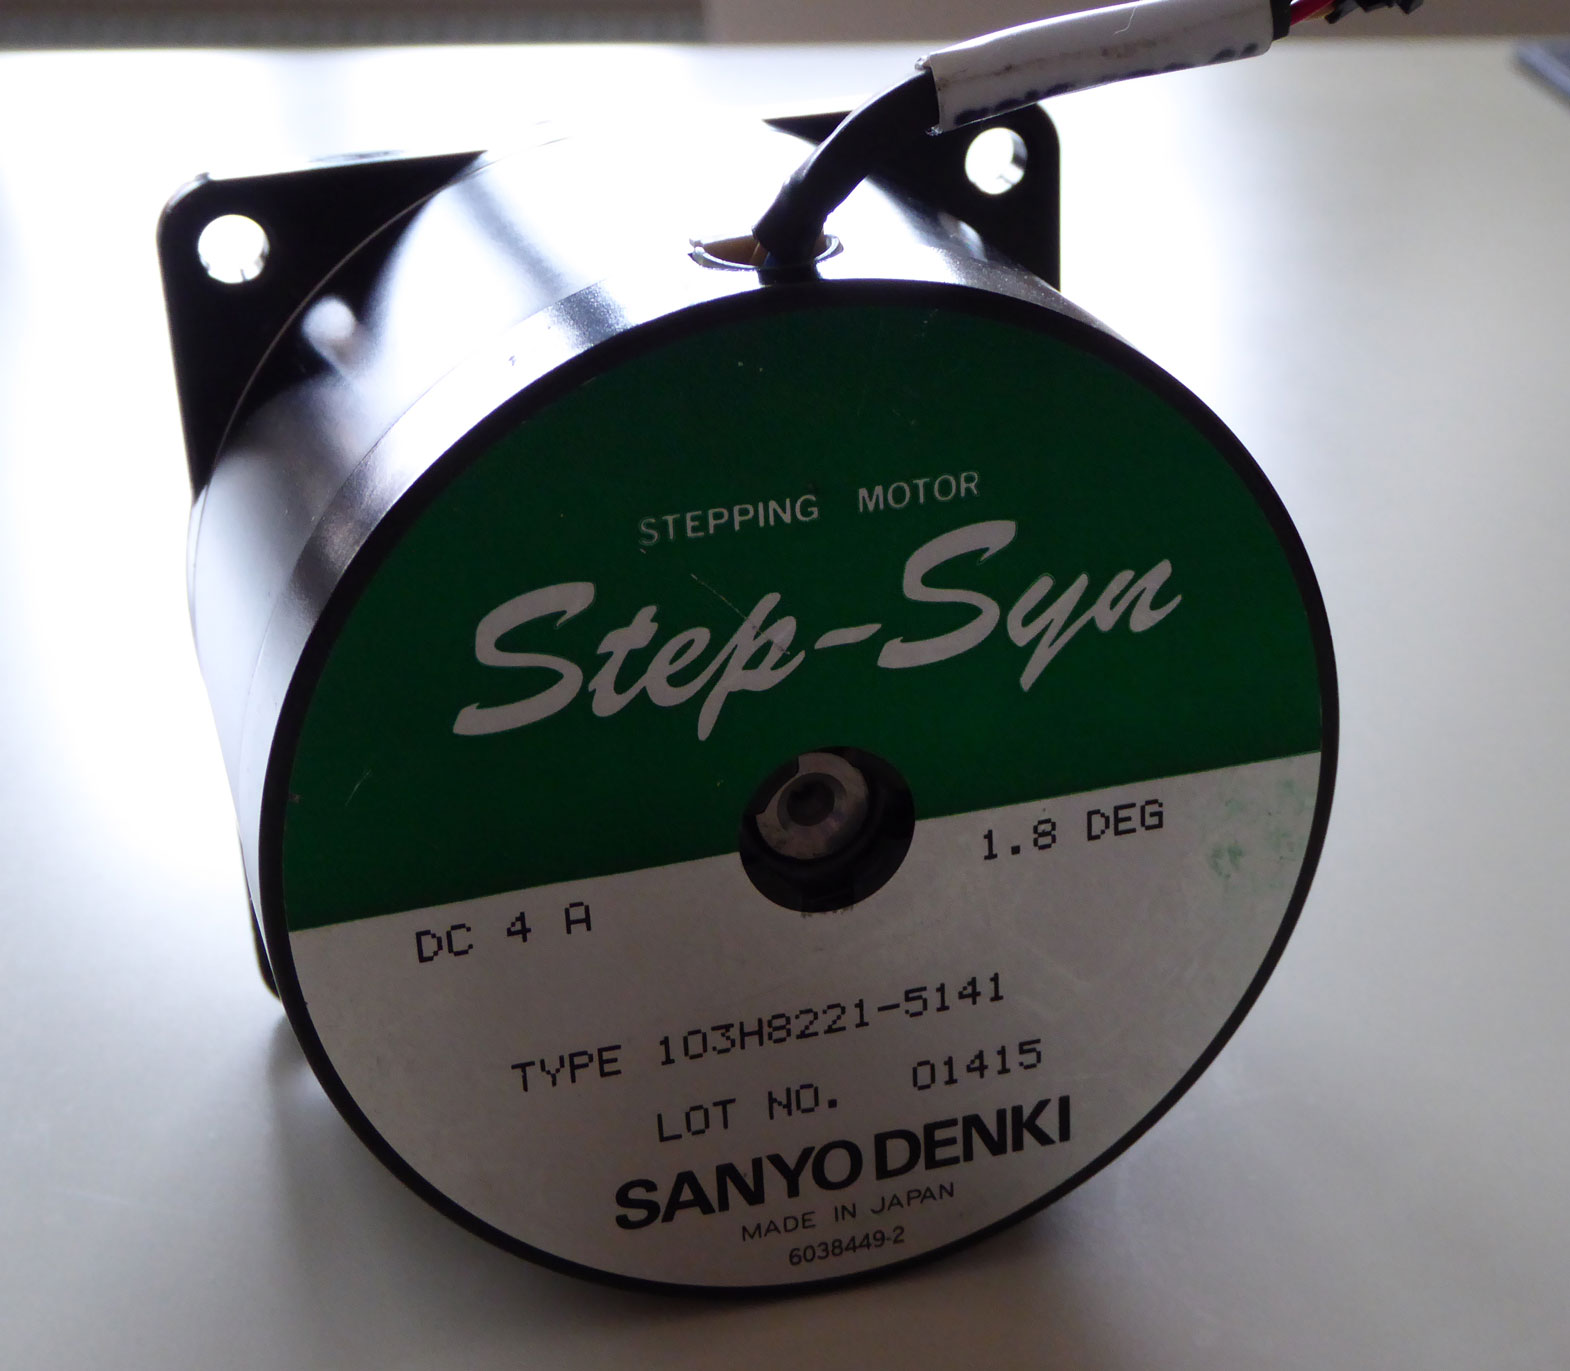 STEPPING MOTOR
Step-Syn
DC 4 A 1.8 DEG
TYPE 103H8221-5141
LOT NO. 01415
SANYO DENKI
MADE IN JAPAN
6038449-2